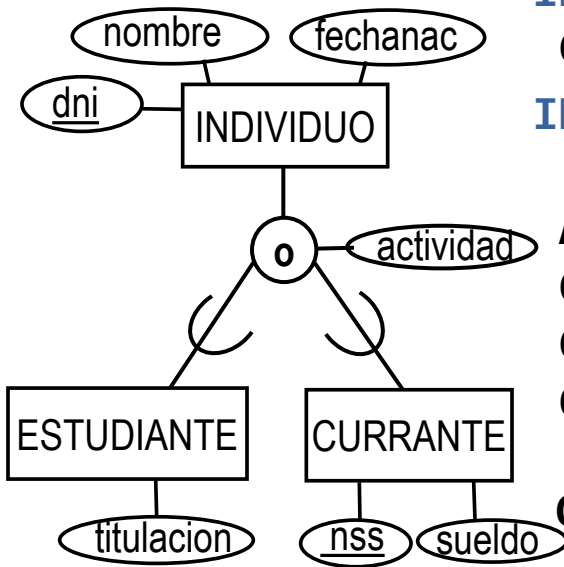 nombre
fechanac
dni
INDIVIDUO
o
actividad
ESTUDIANTE
CURRANTE
titulacion
nss
sueldo